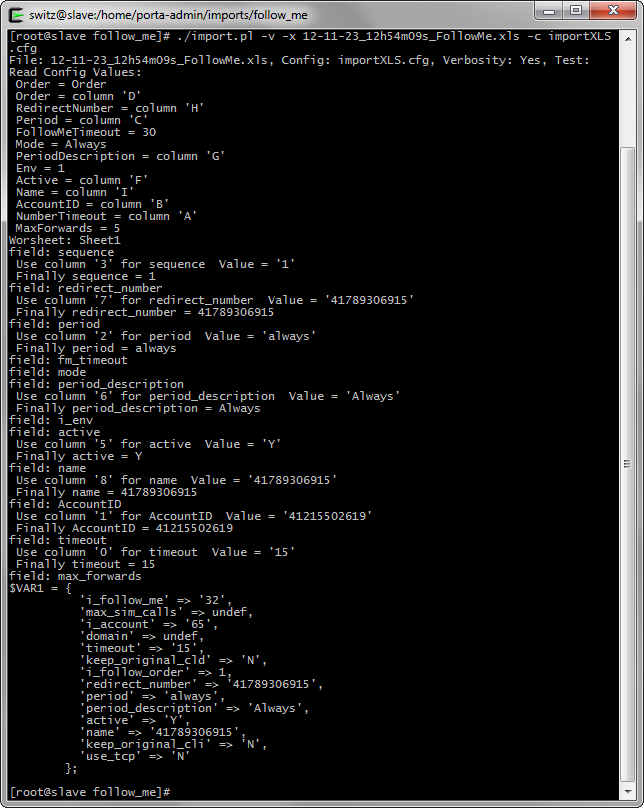 switz@slave:/home/porta-admin/imports/follow_me
[root@slave follow_me]# ./import.pl -v -x 12-11-23_12h54m09s_FollowMe.xls -c importXLS
.cfg
File: 12-11-23_12h54m09s_FollowMe.xls, Config: importXLS.cfg, Verbosity: Yes, Test:
Read Config Values:
 Order = Order
 Order = column 'D'
 RedirectNumber = column 'H'
 Period = column 'C'
 FollowMeTimeout = 30
 Mode = Always
 PeriodDescription = column 'G'
 Env = 1
 Active = column 'F'
 Name = column 'I'
 AccountID = column 'B'
 NumberTimeout = column 'A'
 MaxForwards = 5
Worsheet: Sheet1
field: sequence
 Use column '3' for sequence  Value = '1'
 Finally sequence = 1
field: redirect_number
 Use column '7' for redirect_number  Value = '41789306915'
 Finally redirect_number = 41789306915
field: period
 Use column '2' for period  Value = 'always'
 Finally period = always
field: fm_timeout
field: mode
field: period_description
 Use column '6' for period_description  Value = 'Always'
 Finally period_description = Always
field: i_env
field: active
 Use column '5' for active  Value = 'Y'
 Finally active = Y
field: name
 Use column '8' for name  Value = '41789306915'
 Finally name = 41789306915
field: AccountID
 Use column '1' for AccountID  Value = '41215502619'
 Finally AccountID = 41215502619
field: timeout
 Use column '0' for timeout  Value = '15'
 Finally timeout = 15
field: max_forwards
$VAR1 = {
          'i_follow_me' => '32',
          'max_sim_calls' => undef,
          'i_account' => '65',
          'domain' => undef,
          'timeout' => '15',
          'keep_original_cld' => 'N',
          'i_follow_order' => 1,
          'redirect_number' => '41789306915',
          'period' => 'always',
          'period_description' => 'Always',
          'active' => 'Y',
          'name' => '41789306915',
          'keep_original_cli' => 'N',
          'use_tcp' => 'N'
        };
[root@slave follow_me]#